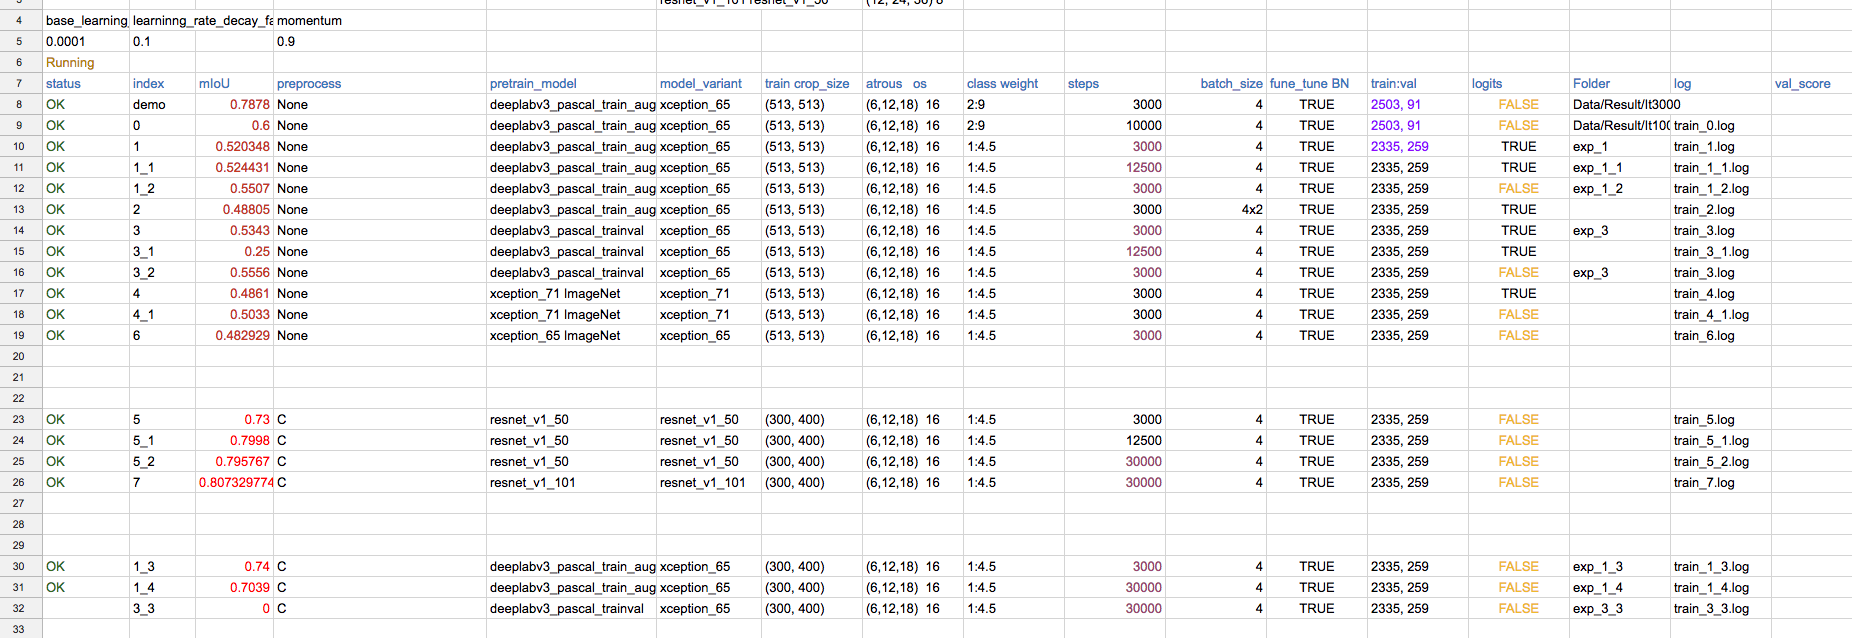 resnet_v1_101 resnet_v1_50 (12, 24, 36) 8
4 base_learning_ learninng_rate_decay_fa momentum
5 0.0001 0.1 0.9
6 Running
7 status index mIoU preprocess pretrain_model model_variant train crop_size atrous os class weight steps batch_size fune_tune BN train:val logits Folder log val_score
8 OK demo 0.7878 None deeplabv3_pascal_train_aug xception_65 (513, 513) (6,12,18) 16 2:9 3000 4 TRUE 2503, 91 FALSE Data/Result/It3000
9 OK 0 0.6 None deeplabv3_pascal_train_aug xception_65 (513, 513) (6,12,18) 16 2:9 10000 4 TRUE 2503, 91 FALSE Data/Result/It100 train_0.log
10 OK 1 0.520348 None deeplabv3_pascal_train_aug xception_65 (513, 513) (6,12,18) 16 1:4.5 3000 4 TRUE 2335, 259 TRUE exp_1 train_1.log
11 OK 1_1 0.524431 None deeplabv3_pascal_train_aug xception_65 (513, 513) (6,12,18) 16 1:4.5 12500 4 TRUE 2335, 259 TRUE exp_1_1 train_1_1.log
12 OK 1_2 0.5507 None deeplabv3_pascal_train_aug xception_65 (513, 513) (6,12,18) 16 1:4.5 3000 4 TRUE 2335, 259 FALSE exp_1_2 train_1_2.log
13 OK 2 0.48805 None deeplabv3_pascal_train_aug xception_65 (513, 513) (6,12,18) 16 1:4.5 3000 4x2 TRUE 2335, 259 TRUE train_2.log
14 OK 3 0.5343 None deeplabv3_pascal_trainval xception_65 (513, 513) (6,12,18) 16 1:4.5 3000 4 TRUE 2335, 259 TRUE exp_3 train_3.log
15 OK 3_1 0.25 None deeplabv3_pascal_trainval xception_65 (513, 513) (6,12,18) 16 1:4.5 12500 4 TRUE 2335, 259 TRUE train_3_1.log
16 OK 3_2 0.5556 None deeplabv3_pascal_trainval xception_65 (513, 513) (6,12,18) 16 1:4.5 3000 4 TRUE 2335, 259 FALSE exp_3 train_3.log
17 OK 4 0.4861 None xception_71 ImageNet xception_71 (513, 513) (6,12,18) 16 1:4.5 3000 4 TRUE 2335, 259 TRUE train_4.log
18 OK 4_1 0.5033 None xception_71 ImageNet xception_71 (513, 513) (6,12,18) 16 1:4.5 3000 4 TRUE 2335, 259 FALSE train_4_1.log
19 OK 6 0.482929 None xception_65 ImageNet xception_65 (513, 513) (6,12,18) 16 1:4.5 3000 4 TRUE 2335, 259 FALSE train_6.log
20
21
22
23 OK 5 0.73 C resnet_v1_50 resnet_v1_50 (300, 400) (6,12,18) 16 1:4.5 3000 4 TRUE 2335, 259 FALSE train_5.log
24 OK 5_1 0.7998 C resnet_v1_50 resnet_v1_50 (300, 400) (6,12,18) 16 1:4.5 12500 4 TRUE 2335, 259 FALSE train_5_1.log
25 OK 5_2 0.795767 C resnet_v1_50 resnet_v1_50 (300, 400) (6,12,18) 16 1:4.5 30000 4 TRUE 2335, 259 FALSE train_5_2.log
26 OK 7 0.807329774 C resnet_v1_101 resnet_v1_101 (300, 400) (6,12,18) 16 1:4.5 30000 4 TRUE 2335, 259 FALSE train_7.log
27
28
29
30 OK 1_3 0.74 C deeplabv3_pascal_train_aug xception_65 (300, 400) (6,12,18) 16 1:4.5 3000 4 TRUE 2335, 259 FALSE exp_1_3 train_1_3.log
31 OK 1_4 0.7039 C deeplabv3_pascal_train_aug xception_65 (300, 400) (6,12,18) 16 1:4.5 30000 4 TRUE 2335, 259 FALSE exp_1_4 train_1_4.log
32 3_3 0 C deeplabv3_pascal_trainval xception_65 (300, 400) (6,12,18) 16 1:4.5 30000 4 TRUE 2335, 259 FALSE exp_3_3 train_3_3.log
33